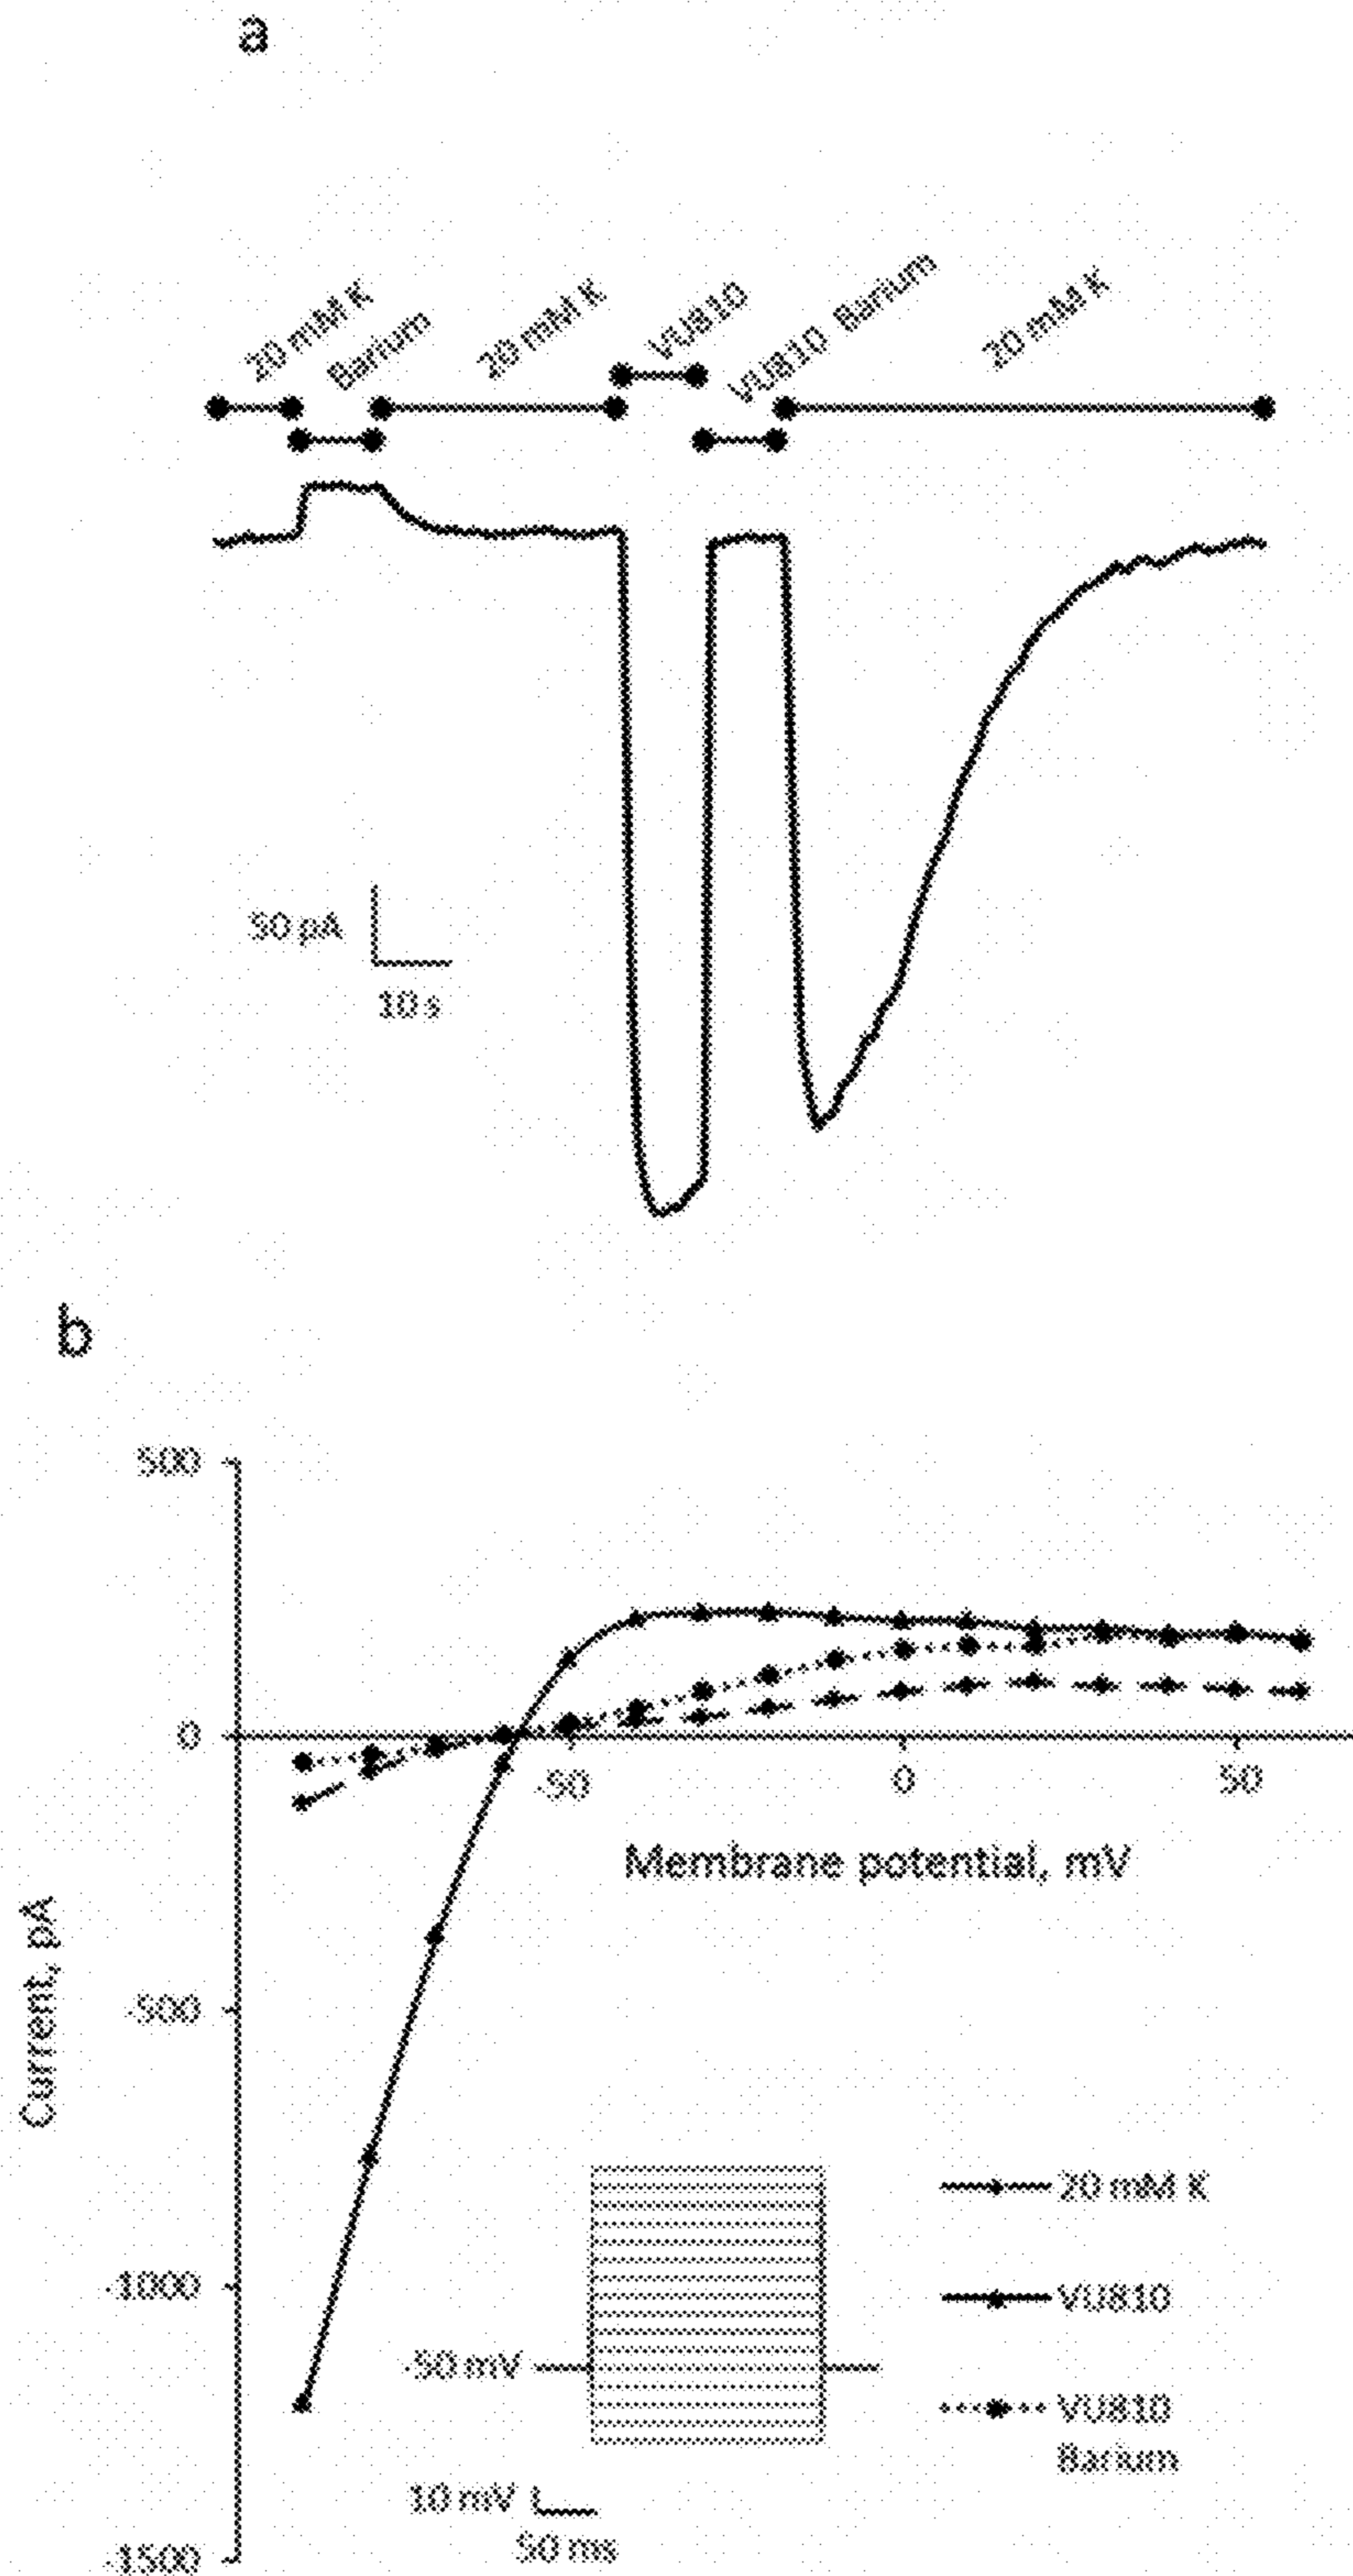 a
20 mM K
Barium
20 mM K
VU810
VU810 Barium
20 mM K
50 pA
10 s
b
500
0
-500
-1000
-1500
Current, pA
-50
0
50
Membrane potential, mV
20 mM K
VU810
VU810
Barium
-50 mV
10 mV
50 ms